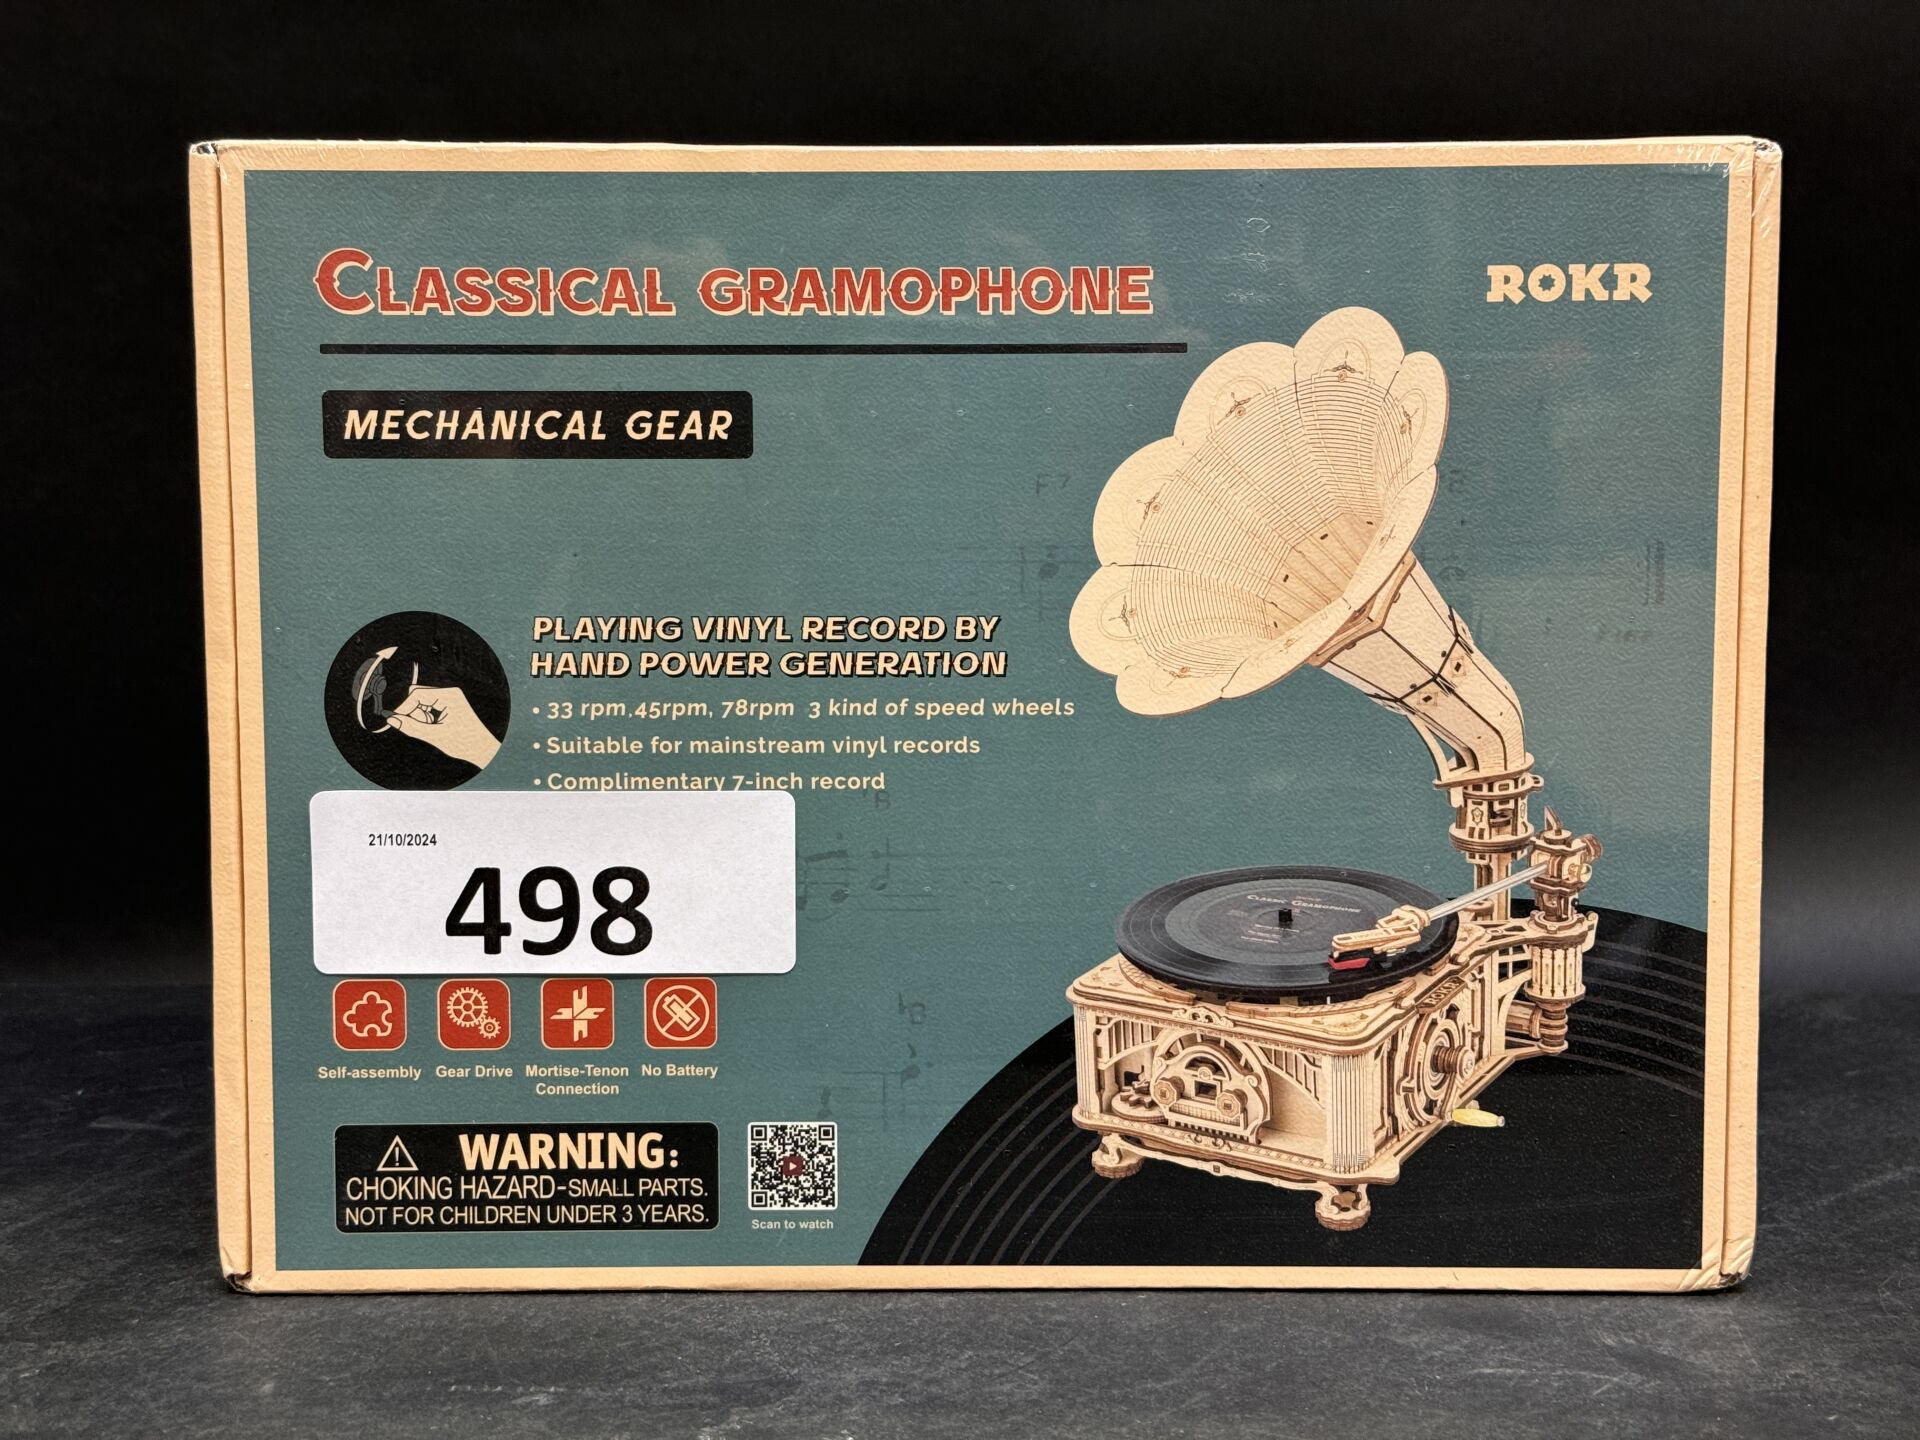 CLASSICAL GRAMOPHONE
ROKR
MECHANICAL GEAR
PLAYING VINYL RECORD BY
HAND POWER GENERATION
• 33 rpm,45rpm, 78rpm 3 kind of speed wheels
• Suitable for mainstream vinyl records
• Complimentary 7-inch record
21/10/2024
498
CLASSIC GRAMOPHONE
ROKR
Self-assembly
Gear Drive
Mortise-Tenon
Connection
No Battery
WARNING:
CHOKING HAZARD-SMALL PARTS.
NOT FOR CHILDREN UNDER 3 YEARS.
Scan to watch